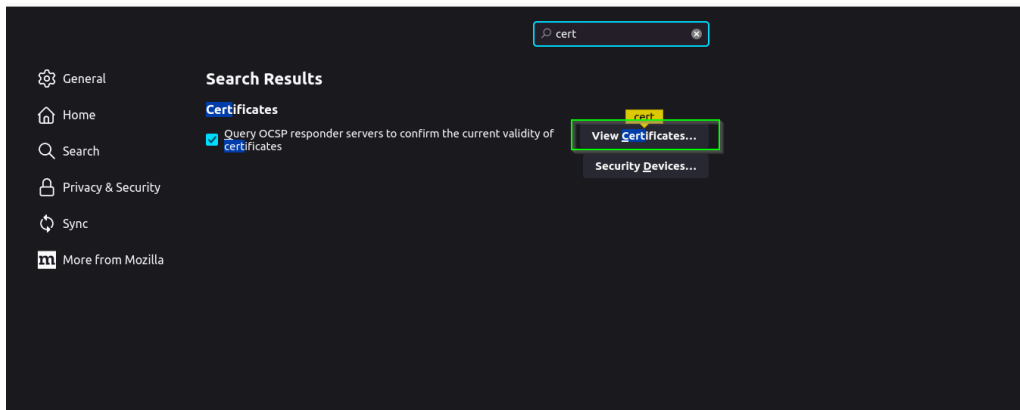 cert
General
Home
Search
Privacy & Security
Sync
m More from Mozilla
Search Results
Certificates
Query OCSP responder servers to confirm the current validity of
certificates
cert
View Certificates...
Security Devices...